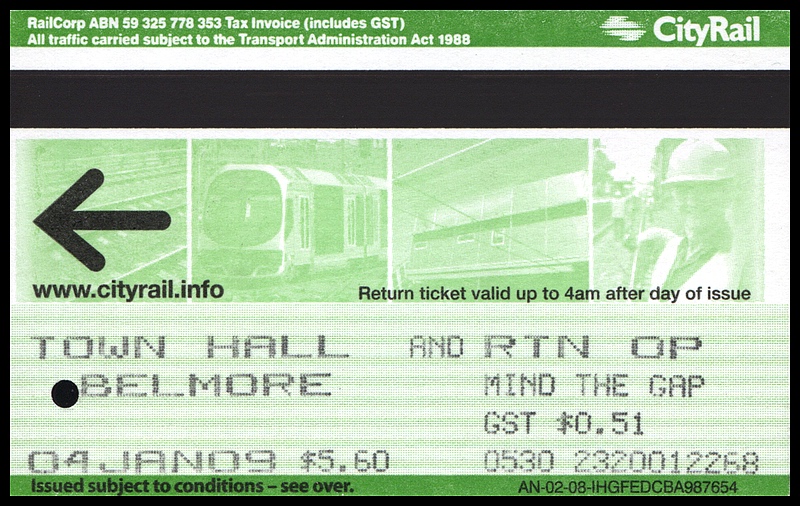 RailCorp ABN 59 325 778 353 Tax Invoice (includes GST)
All traffic carried subject to the Transport Administration Act 1988
CityRail
www.cityrail.info
Return ticket valid up to 4am after day of issue
TOWN HALL AND RTN OP
BELMORE MIND THE GAP
GST $0.51
04JAN09 $5.60 0530 2320012268
Issued subject to conditions – see over.
AN-02-08-IHGFEDCBA987654